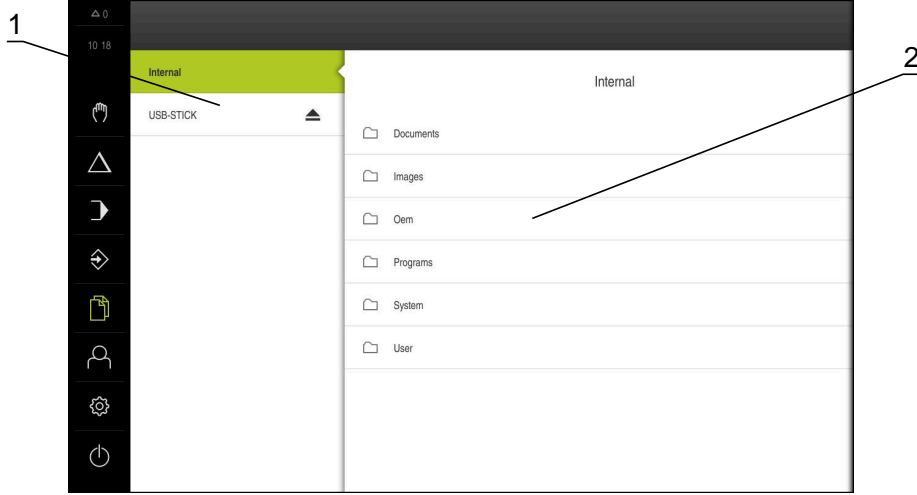 1
2
0
10 18
Internal
USB-STICK
Internal
Documents
Images
Oem
Programs
System
User